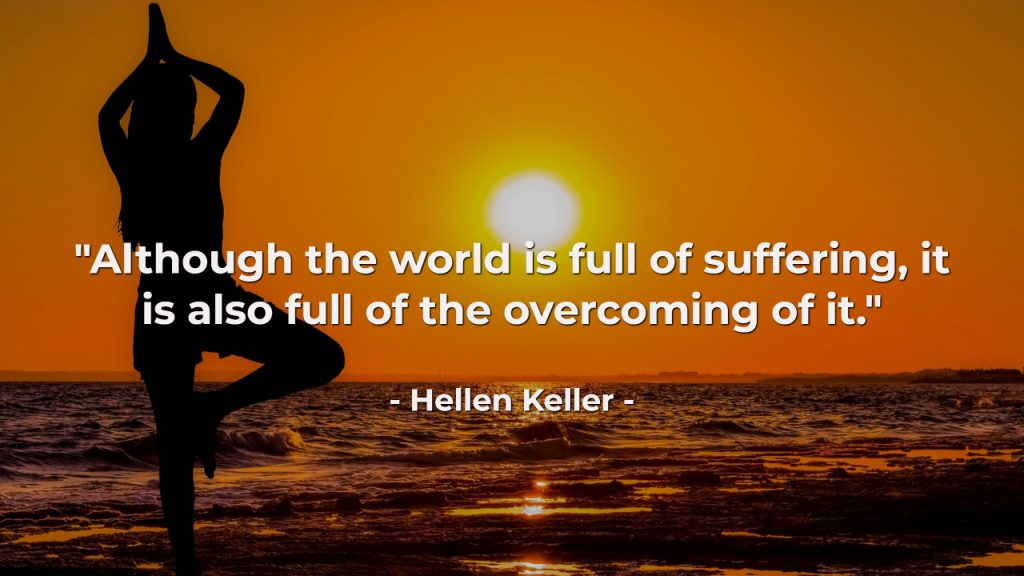 "Although the world is full of suffering, it
is also full of the overcoming of it."
- Hellen Keller -